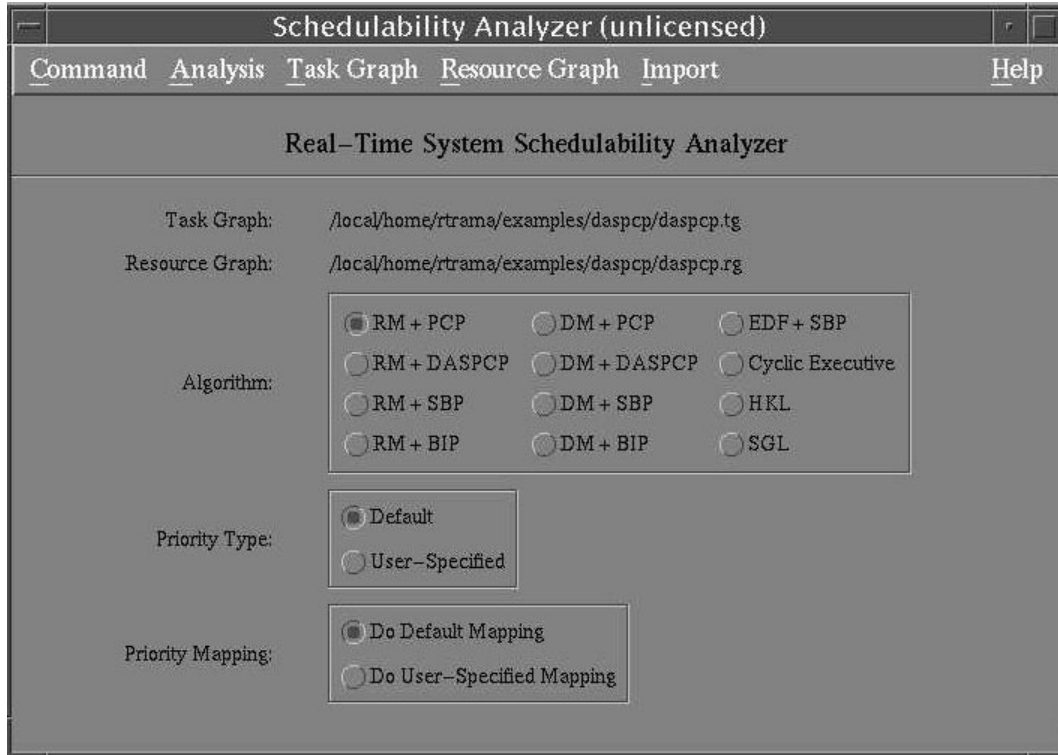 Schedulability Analyzer (unlicensed)
Command Analysis Task Graph Resource Graph Import Help
Real-Time System Schedulability Analyzer
Task Graph: /local/home/rtrama/examples/daspcp/daspcp.tg
Resource Graph: /local/home/rtrama/examples/daspcp/daspcp.rg
RM + PCP DM + PCP EDF + SBP
RM + DASPCP DM + DASPCP Cyclic Executive
Algorithm:
RM + SBP DM + SBP HKL
RM + BIP DM + BIP SGL
Default
Priority Type:
User-Specified
Do Default Mapping
Priority Mapping:
Do User-Specified Mapping